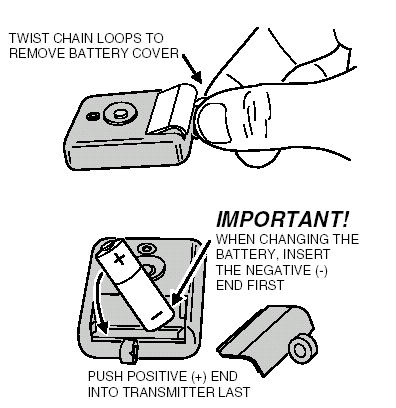 TWIST CHAIN LOOPS TO
REMOVE BATTERY COVER
IMPORTANT!
WHEN CHANGING THE
BATTERY, INSERT
THE NEGATIVE (-)
END FIRST
+
-
PUSH POSITIVE (+) END
INTO TRANSMITTER LAST